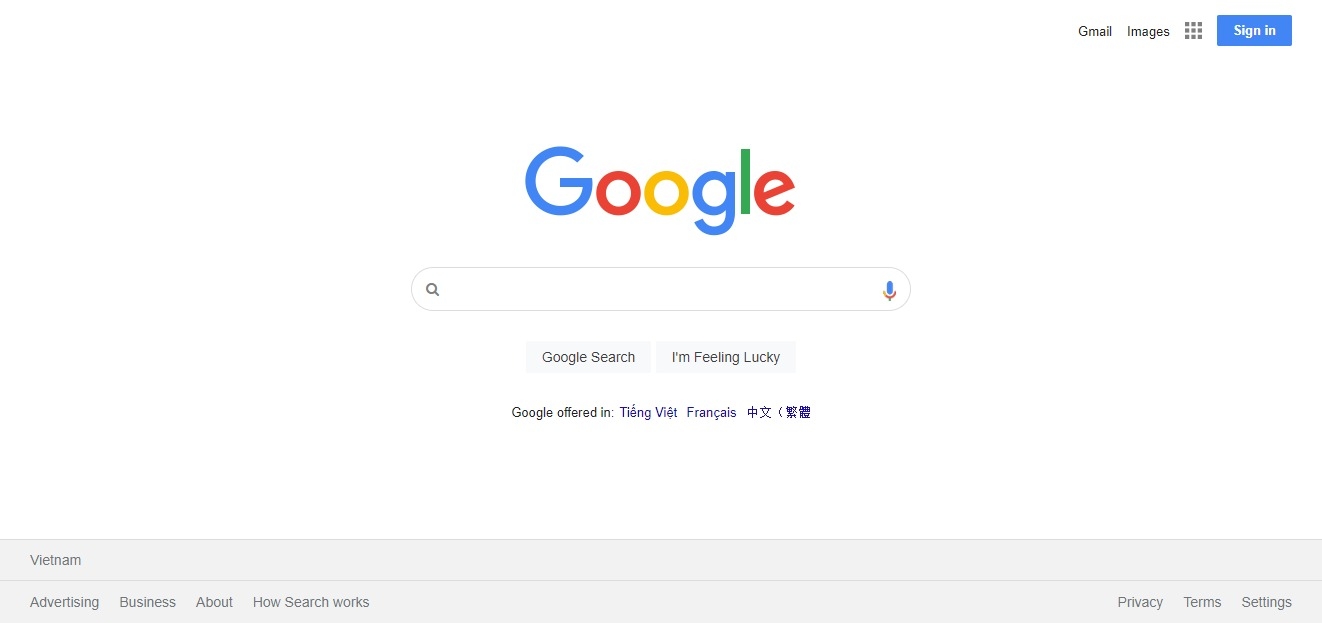 Gmail Images Sign in
Google
Google Search I'm Feeling Lucky
Google offered in: Tiếng Việt Français 中文（繁體
Vietnam
Advertising Business About How Search works Privacy Terms Settings